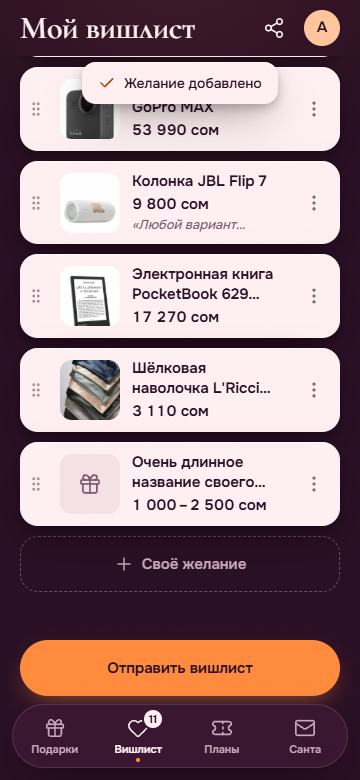 Мой вишлист
А
Желание добавлено
GoPro MAX
53 990 сом
Колонка JBL Flip 7
9 800 сом
«Любой вариант...
Электронная книга
PocketBook 629...
17 270 сом
Шёлковая
наволочка L'Ricci...
3 110 сом
Очень длинное
название своего...
1 000 – 2 500 сом
Своё желание
Отправить вишлист
11
Подарки
Вишлист
Планы
Санта